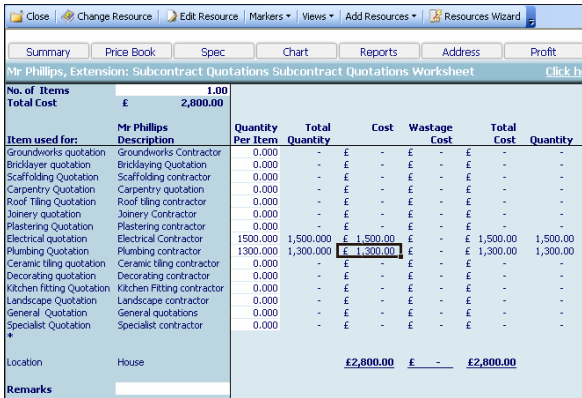 Close Change Resource Edit Resource Markers Views Add Resources Resources Wizard
Summary Price Book Spec Chart Reports Address Profit
Mr Phillips, Extension: Subcontract Quotations Subcontract Quotations Worksheet Click
No. of Items 1.00
Total Cost £ 2,800.00
Mr Phillips Quantity Total Cost Wastage Total
Item used for: Description Per Item Quantity Cost Cost Quantity
Groundworks quotation Groundworks Contractor 0.000 - £ - £ - £ - -
Bricklayer quotation Bricklaying Quotation 0.000 - £ - £ - £ - -
Scaffolding Quotation Scaffolding contractor 0.000 - £ - £ - £ - -
Carpentry Quotation Carpentry quotation 0.000 - £ - £ - £ - -
Roof Tiling Quotation Roof tiling contractor 0.000 - £ - £ - £ - -
Joinery quotation Joinery Contractor 0.000 - £ - £ - £ - -
Plastering Quotation Plastering contractor 0.000 - £ - £ - £ - -
Electrical quotation Electrical Contractor 1500.000 1,500.000 £ 1,500.00 £ - £ 1,500.00 1,500.00
Plumbing Quotation Plumbing contractor 1300.000 1,300.000 £ 1,300.00 £ - £ 1,300.00 1,300.00
Ceramic tiling quotation Ceramic tiling contractor 0.000 - £ - £ - £ - -
Decorating quotation Decorating contractor 0.000 - £ - £ - £ - -
Kitchen fitting Quotation Kitchen Fitting contractor 0.000 - £ - £ - £ - -
Landscape Quotation Landscape contractor 0.000 - £ - £ - £ - -
General Quotation General quotations 0.000 - £ - £ - £ - -
Specialist Quotation Specialist contractor 0.000 - £ - £ - £ - -
*
Location House £2,800.00 £ - £2,800.00
Remarks